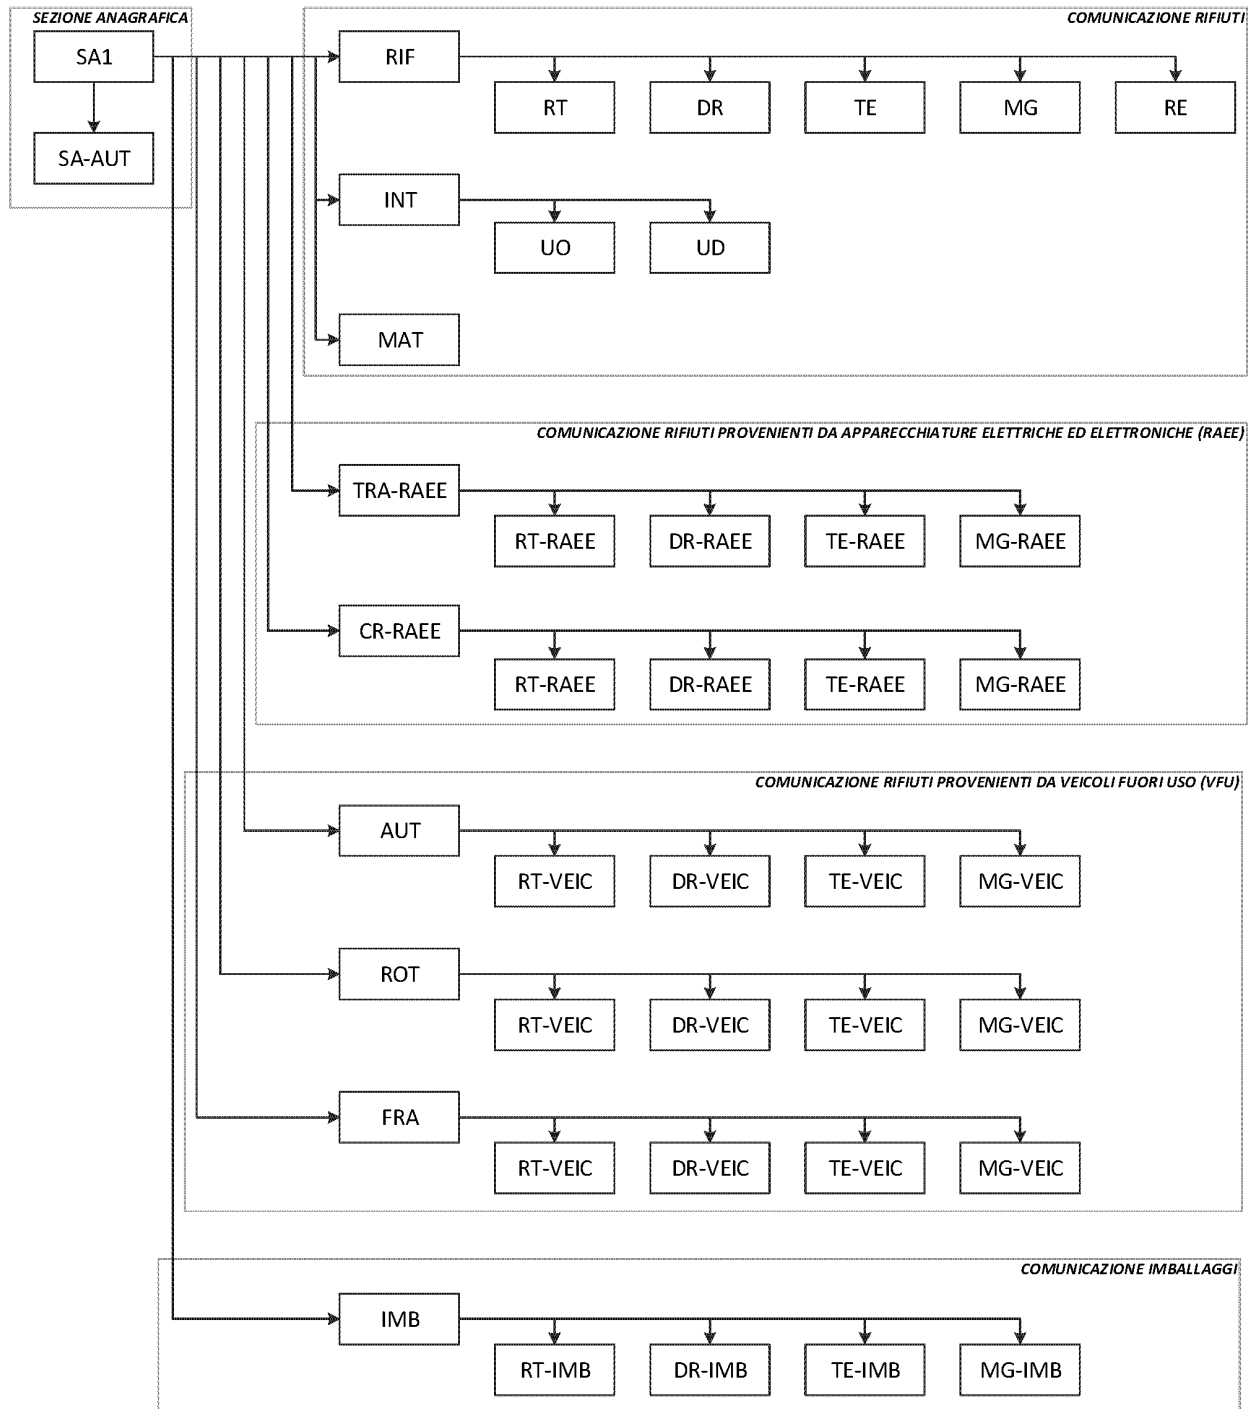 SEZIONE ANAGRAFICA
COMUNICAZIONE RIFIUTI
SA1
RIF
RT
DR
TE
MG
RE
SA-AUT
INT
UO
UD
MAT
COMUNICAZIONE RIFIUTI PROVENIENTI DA APPARECCHIATURE ELETTRICHE ED ELETTRONICHE (RAEE)
TRA-RAEE
RT-RAEE
DR-RAEE
TE-RAEE
MG-RAEE
CR-RAEE
RT-RAEE
DR-RAEE
TE-RAEE
MG-RAEE
COMUNICAZIONE RIFIUTI PROVENIENTI DA VEICOLI FUORI USO (VFU)
AUT
RT-VEIC
DR-VEIC
TE-VEIC
MG-VEIC
ROT
RT-VEIC
DR-VEIC
TE-VEIC
MG-VEIC
FRA
RT-VEIC
DR-VEIC
TE-VEIC
MG-VEIC
COMUNICAZIONE IMBALLAGGI
IMB
RT-IMB
DR-IMB
TE-IMB
MG-IMB